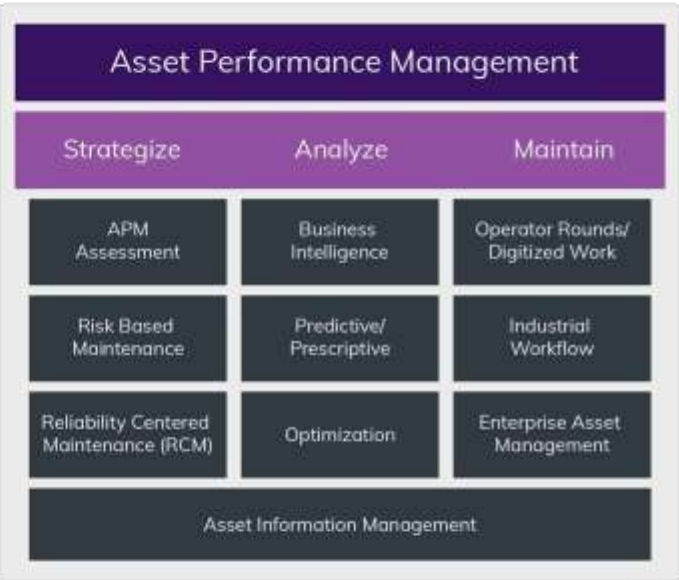 Asset Performance Management
Strategize
Analyze
Maintain
APM
Assessment
Business
Intelligence
Operator Rounds/
Digitized Work
Risk Based
Maintenance
Predictive/
Prescriptive
Industrial
Workflow
Reliability Centered
Maintenance (RCM)
Optimization
Enterprise Asset
Management
Asset Information Management